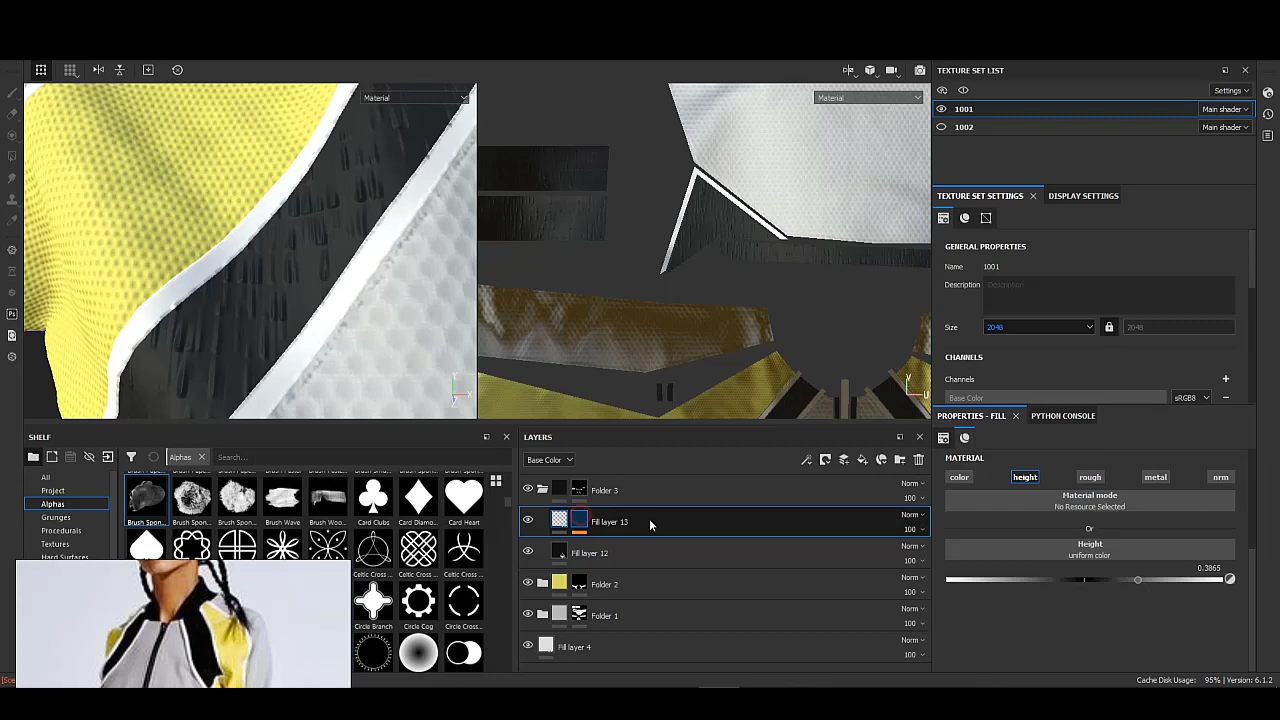 TEXTURE SET LIST
Settings
1001
Main shader
1002
Main shader
Material
Material
TEXTURE SET SETTINGS
DISPLAY SETTINGS
GENERAL PROPERTIES
Name
1001
Description
Description
Size
2048
2048
CHANNELS
Channels
Base Color
sRGB8
PROPERTIES - FILL
PYTHON CONSOLE
MATERIAL
color
height
rough
metal
nrm
Material mode
No Resource Selected
Or
Height
uniform color
0.3865
SHELF
Alphas
Search...
All
Project
Alphas
Grunges
Procedurals
Textures
Hard Surfaces
Brush Spon...
Brush Spon...
Brush Spon...
Brush Wave
Brush Woo...
Card Clubs
Card Diamo...
Card Heart
Celtic Cross ...
Celtic Cross ...
Celtic Cross ...
Circle Branch
Circle Cog
Circle Cross...
LAYERS
Base Color
Folder 3
Norm
100
Fill layer 13
Norm
100
Fill layer 12
Norm
100
Folder 2
Norm
100
Folder 1
Norm
100
Fill layer 4
Norm
100
[Sce
Cache Disk Usage:
95% | Version: 6.1.2